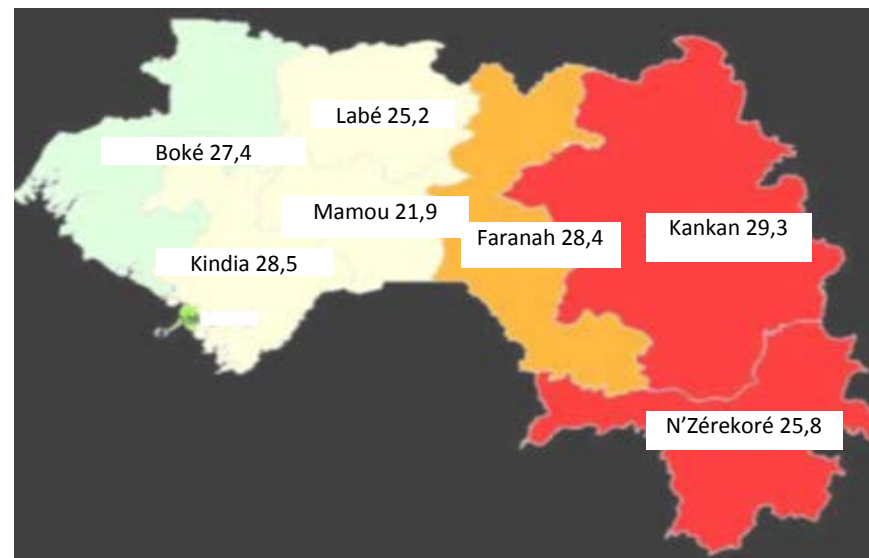 Labé 25,2
Boké 27,4
Mamou 21,9
Faranah 28,4
Kankan 29,3
Kindia 28,5
N’Zérekoré 25,8